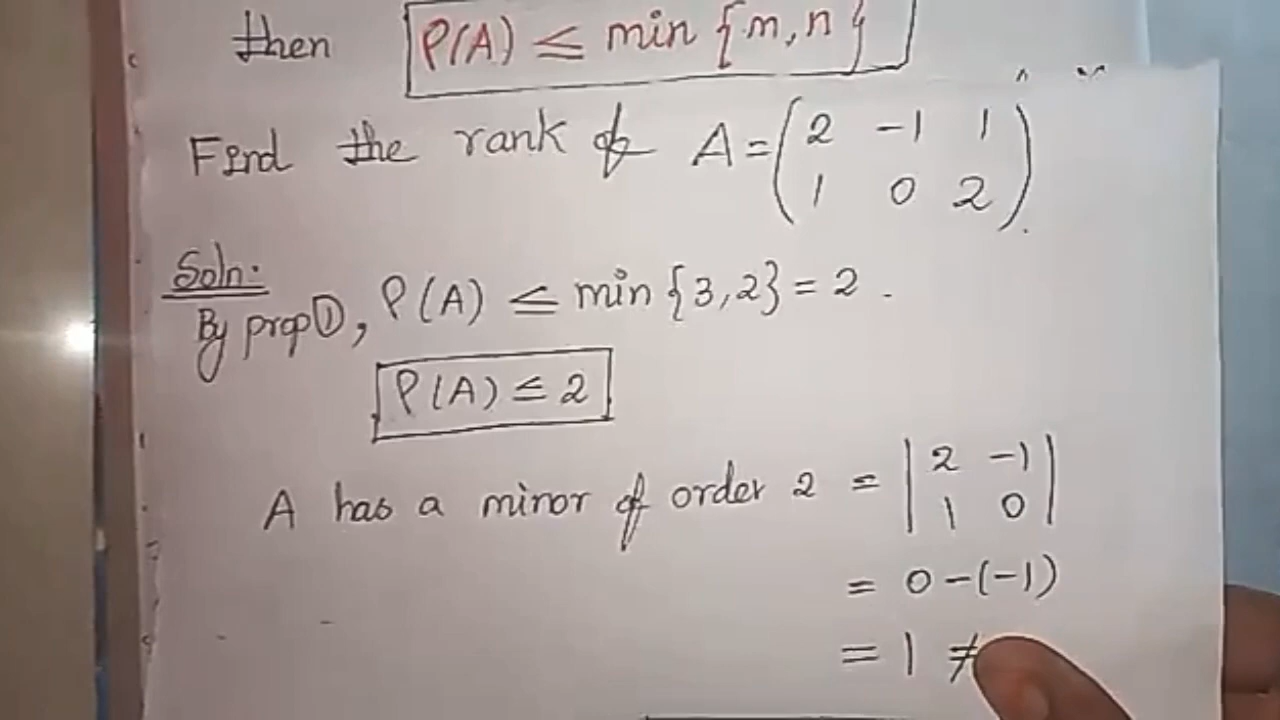 then ρ(A) ≤ min {m, n}
Find the rank of A = (2 -1 1
1 0 2).
Soln:
By prop①, ρ(A) ≤ min {3, 2} = 2.
ρ(A) ≤ 2
A has a minor of order 2 = |2 -1|
|1 0|
= 0 - (-1)
= 1 ≠